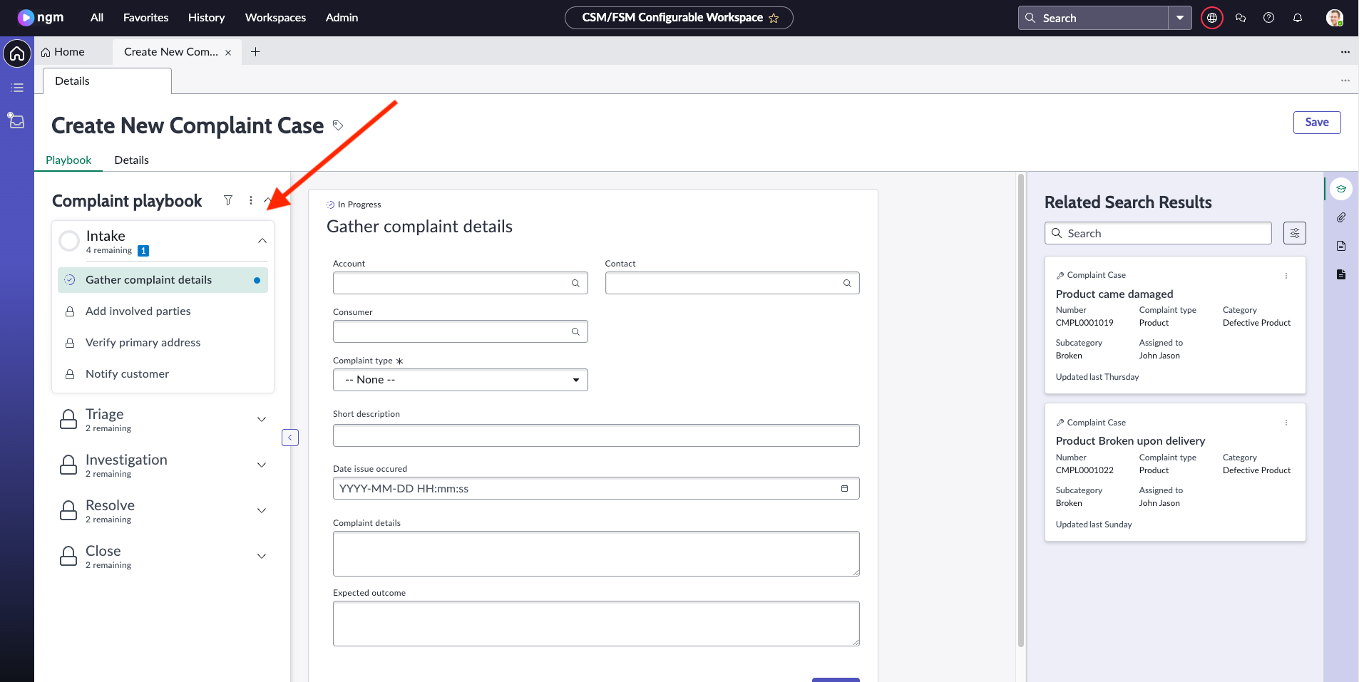 ngm All Favorites History Workspaces Admin CSM/FSM Configurable Workspace Search
Home Create New Com...
Details
Create New Complaint Case Save
Playbook Details
Complaint playbook
Intake
4 remaining 1
Gather complaint details
Add involved parties
Verify primary address
Notify customer
Triage
2 remaining
Investigation
2 remaining
Resolve
2 remaining
Close
2 remaining
In Progress
Gather complaint details
Account Contact
Consumer
Complaint type *
-- None --
Short description
Date issue occured
YYYY-MM-DD HH:mm:ss
Complaint details
Expected outcome
Related Search Results
Search
Complaint Case
Product came damaged
Number Complaint type Category
CMPL0001019 Product Defective Product
Subcategory Assigned to
Broken John Jason
Updated last Thursday
Complaint Case
Product Broken upon delivery
Number Complaint type Category
CMPL0001022 Product Defective Product
Subcategory Assigned to
Broken John Jason
Updated last Sunday